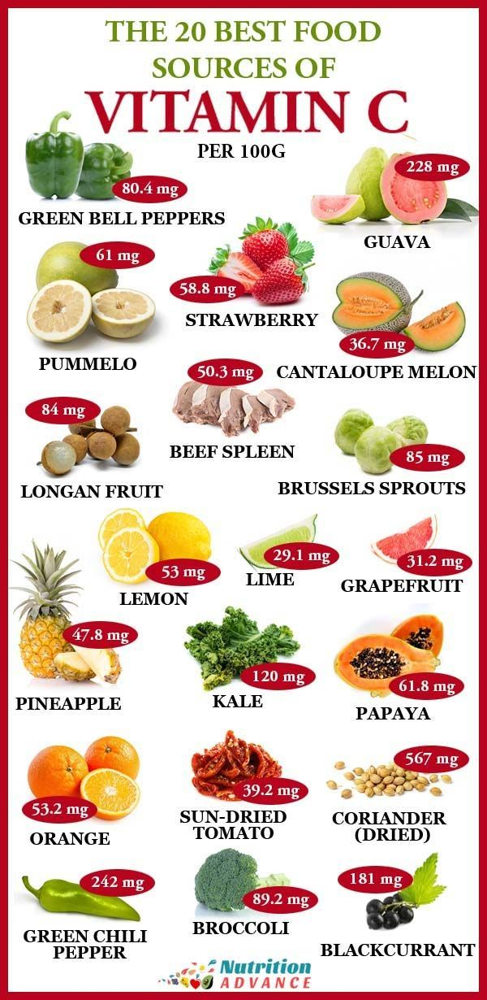 THE 20 BEST FOOD
SOURCES OF
VITAMIN C
PER 100G
80.4 mg
GREEN BELL PEPPERS
228 mg
GUAVA
61 mg
PUMMELO
58.8 mg
STRAWBERRY
36.7 mg
CANTALOUPE MELON
84 mg
LONGAN FRUIT
50.3 mg
BEEF SPLEEN
85 mg
BRUSSELS SPROUTS
53 mg
LEMON
29.1 mg
LIME
31.2 mg
GRAPEFRUIT
47.8 mg
PINEAPPLE
120 mg
KALE
61.8 mg
PAPAYA
53.2 mg
ORANGE
39.2 mg
SUN-DRIED
TOMATO
567 mg
CORIANDER
(DRIED)
242 mg
GREEN CHILI
PEPPER
89.2 mg
BROCCOLI
181 mg
BLACKCURRANT
Nutrition
ADVANCE